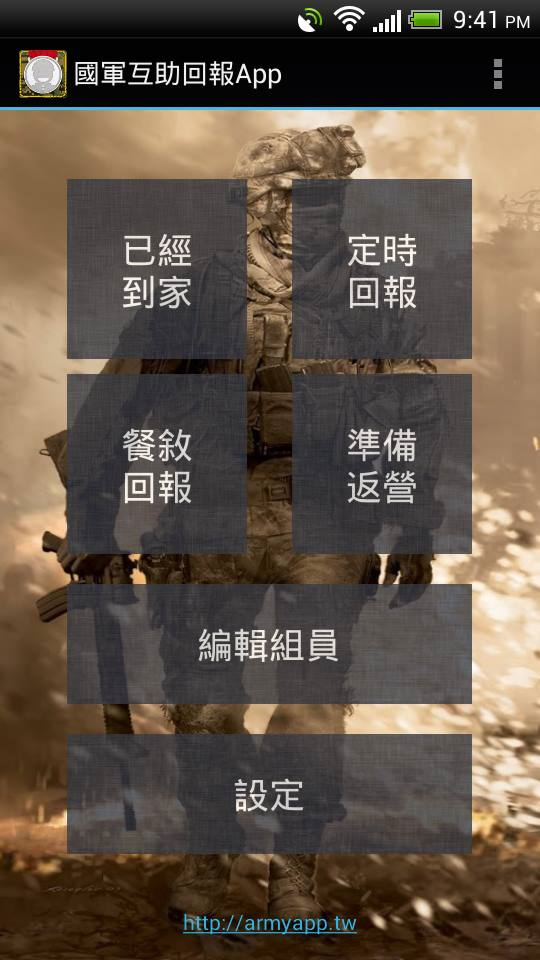 9:41 PM
國軍互助回報App
已經
到家
定時
回報
餐敘
回報
準備
返營
編輯組員
設定
http://armyapp.tw